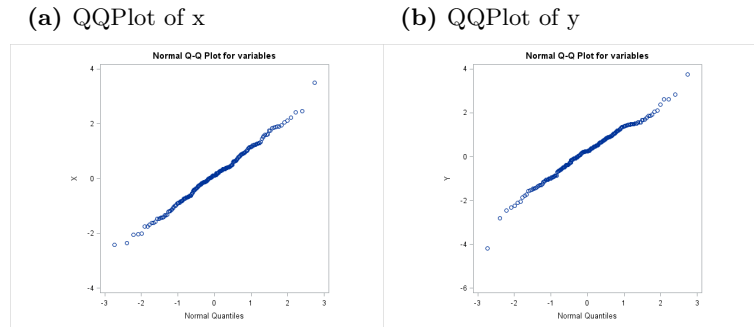 (a) QQPlot of x
Normal Q-Q Plot for variables
4
2
0
-2
-4
X
-3 -2 -1 0 1 2 3
Normal Quantiles
(b) QQPlot of y
Normal Q-Q Plot for variables
4
2
0
-2
-4
-6
Y
-3 -2 -1 0 1 2 3
Normal Quantiles